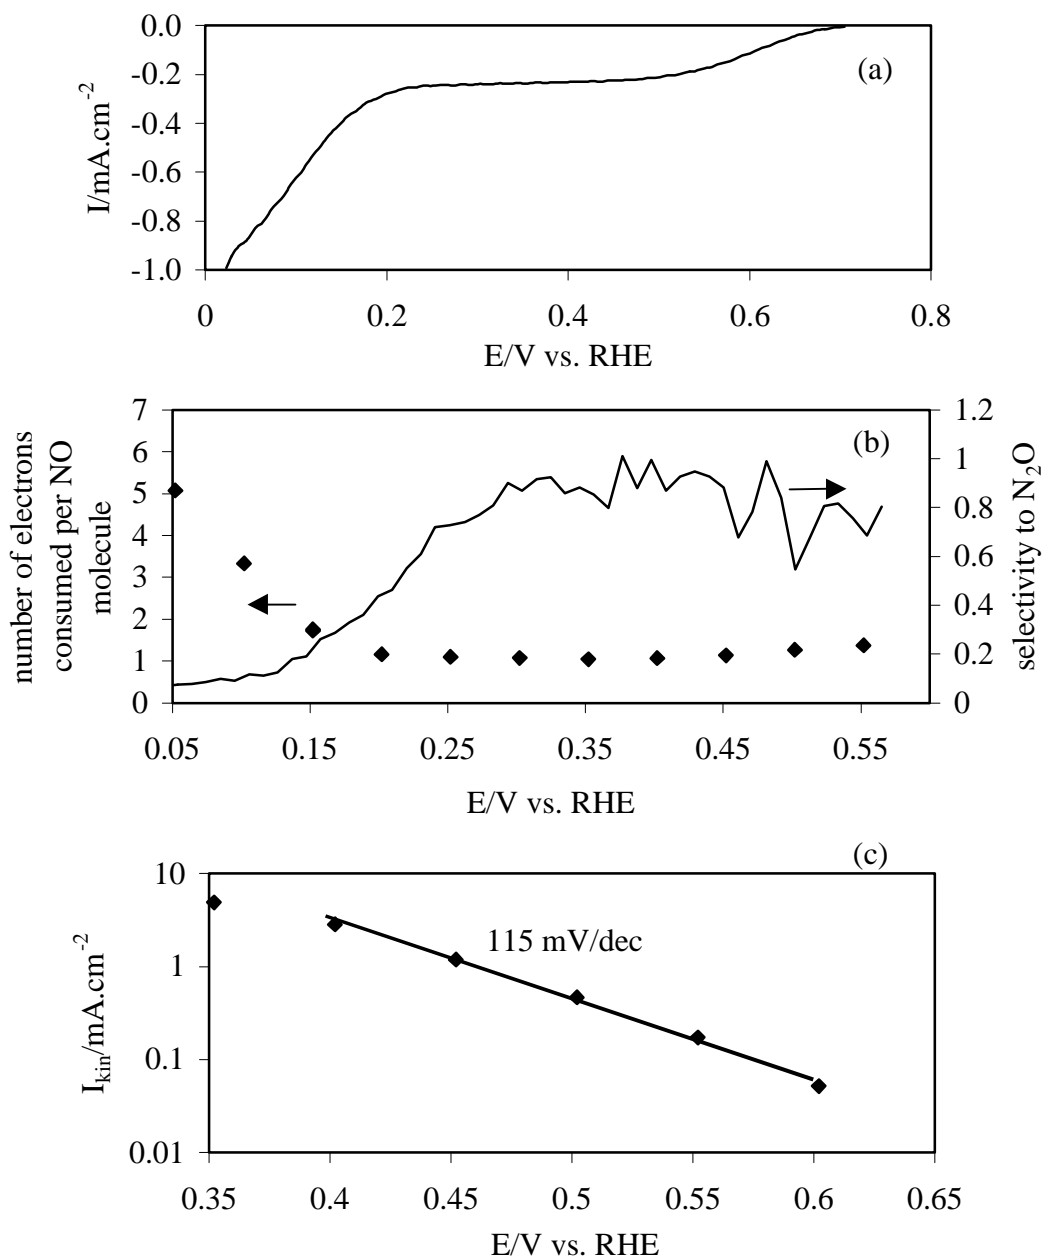 0.0
-0.2
-0.4
-0.6
-0.8
-1.0
I/mA.cm-2
(a)
0 0.2 0.4 0.6 0.8
E/V vs. RHE
number of electrons
consumed per NO
molecule
7
6
5
4
3
2
1
0
(b)
1.2
1
0.8
0.6
0.4
0.2
0
selectivity to N2O
0.05 0.15 0.25 0.35 0.45 0.55
E/V vs. RHE
(c)
10
1
0.1
0.01
Ikin/mA.cm-2
115 mV/dec
0.35 0.4 0.45 0.5 0.55 0.6 0.65
E/V vs. RHE